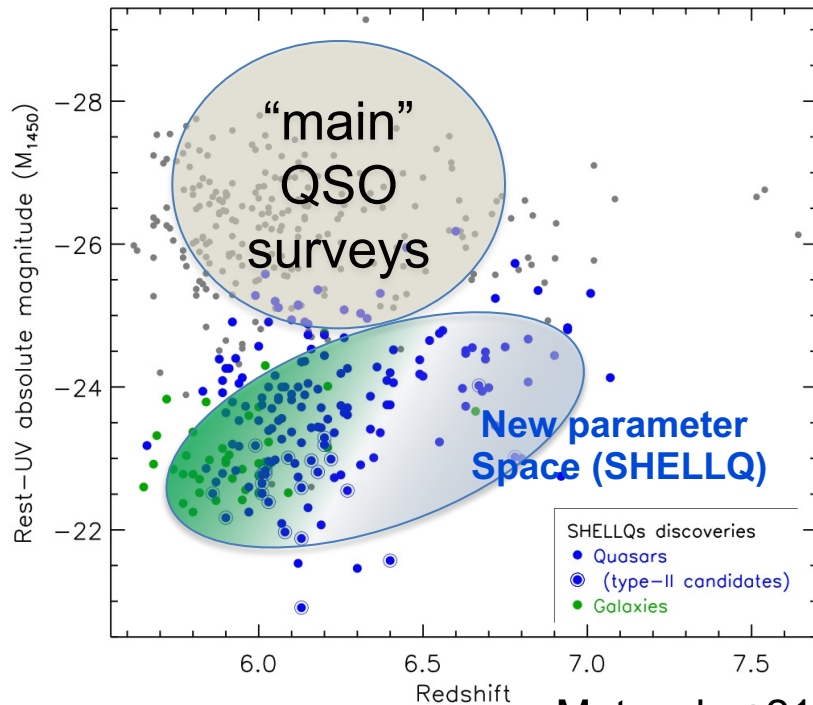 −28
−26
−24
−22
Rest−UV absolute magnitude (M1450)
“main”
QSO
surveys
New parameter
Space (SHELLQ)
SHELLQs discoveries
Quasars
(type−II candidates)
Galaxies
6.0 6.5 7.0 7.5
Redshift